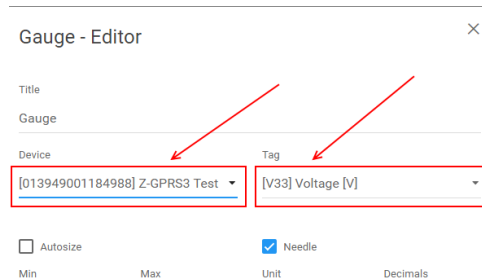 Gauge - Editor
Title
Gauge
Device Tag
[013949001184988] Z-GPRS3 Test [V33] Voltage [V]
Autosize Needle
Min Max Unit Decimals